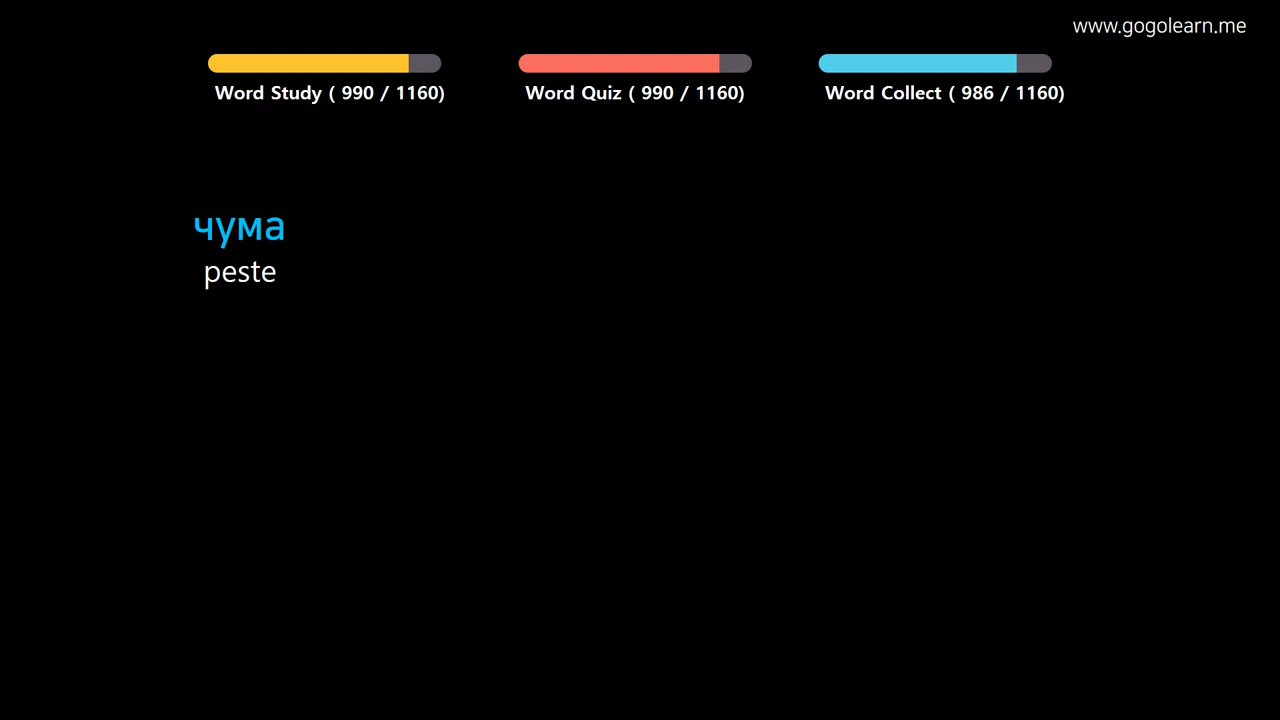 www.gogolearn.me
Word Study ( 990 / 1160)
Word Quiz ( 990 / 1160)
Word Collect ( 986 / 1160)
чума
peste